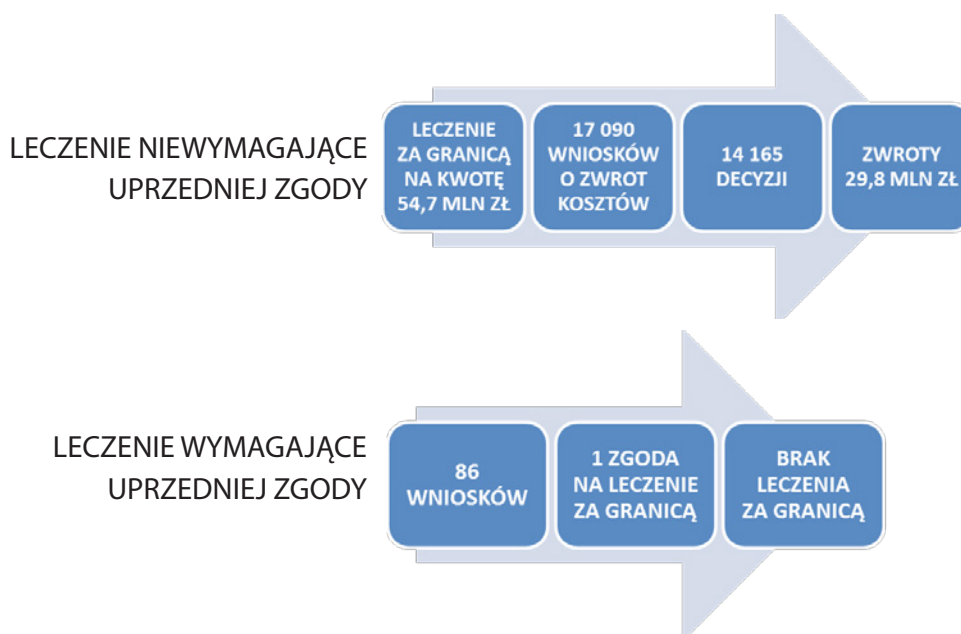 LECZENIE NIEWYMAGAJĄCE
UPRZEDNIEJ ZGODY
LECZENIE
ZA GRANICĄ
NA KWOTĘ
54,7 MLN ZŁ
17 090
WNIOSKÓW
O ZWROT
KOSZTÓW
14 165
DECYZJI
ZWROTY
29,8 MLN ZŁ
LECZENIE WYMAGAJĄCE
UPRZEDNIEJ ZGODY
86
WNIOSKÓW
1 ZGODA
NA LECZENIE
ZA GRANICĄ
BRAK
LECZENIA
ZA GRANICĄ